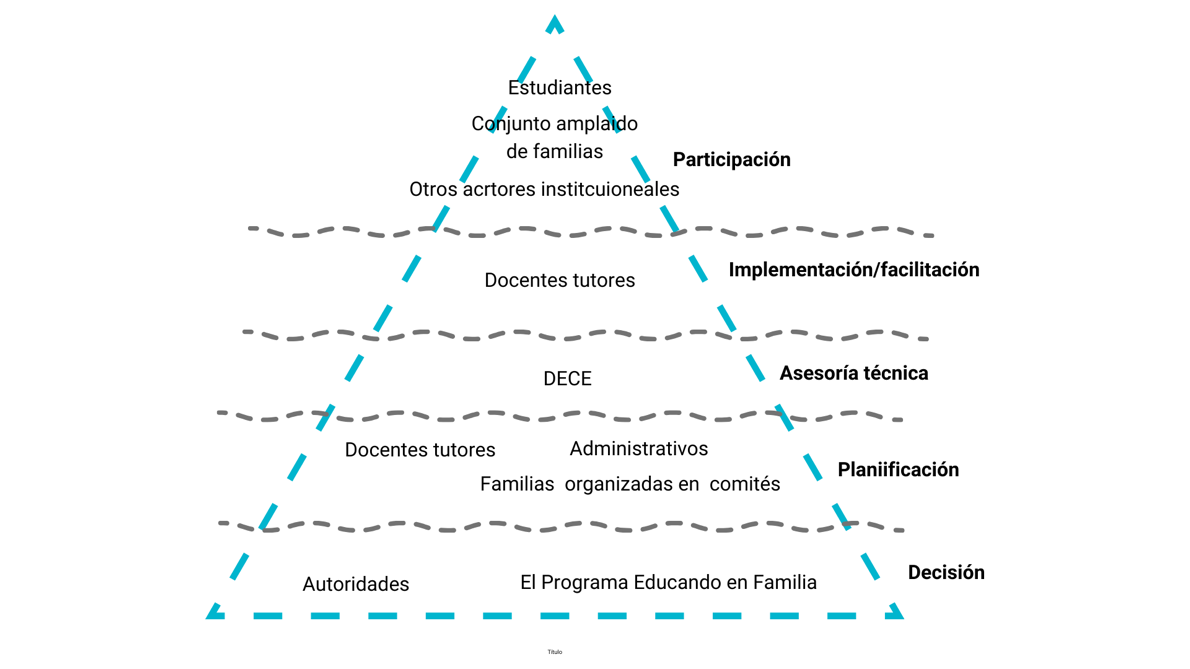 Estudiantes
Conjunto amplaido
de familias
Participación
Otros acrtores institcuioneales
Implementación/facilitación
Docentes tutores
Asesoría técnica
DECE
Docentes tutores
Administrativos
Planiificación
Familias organizadas en comités
Decisión
Autoridades
El Programa Educando en Familia
Título